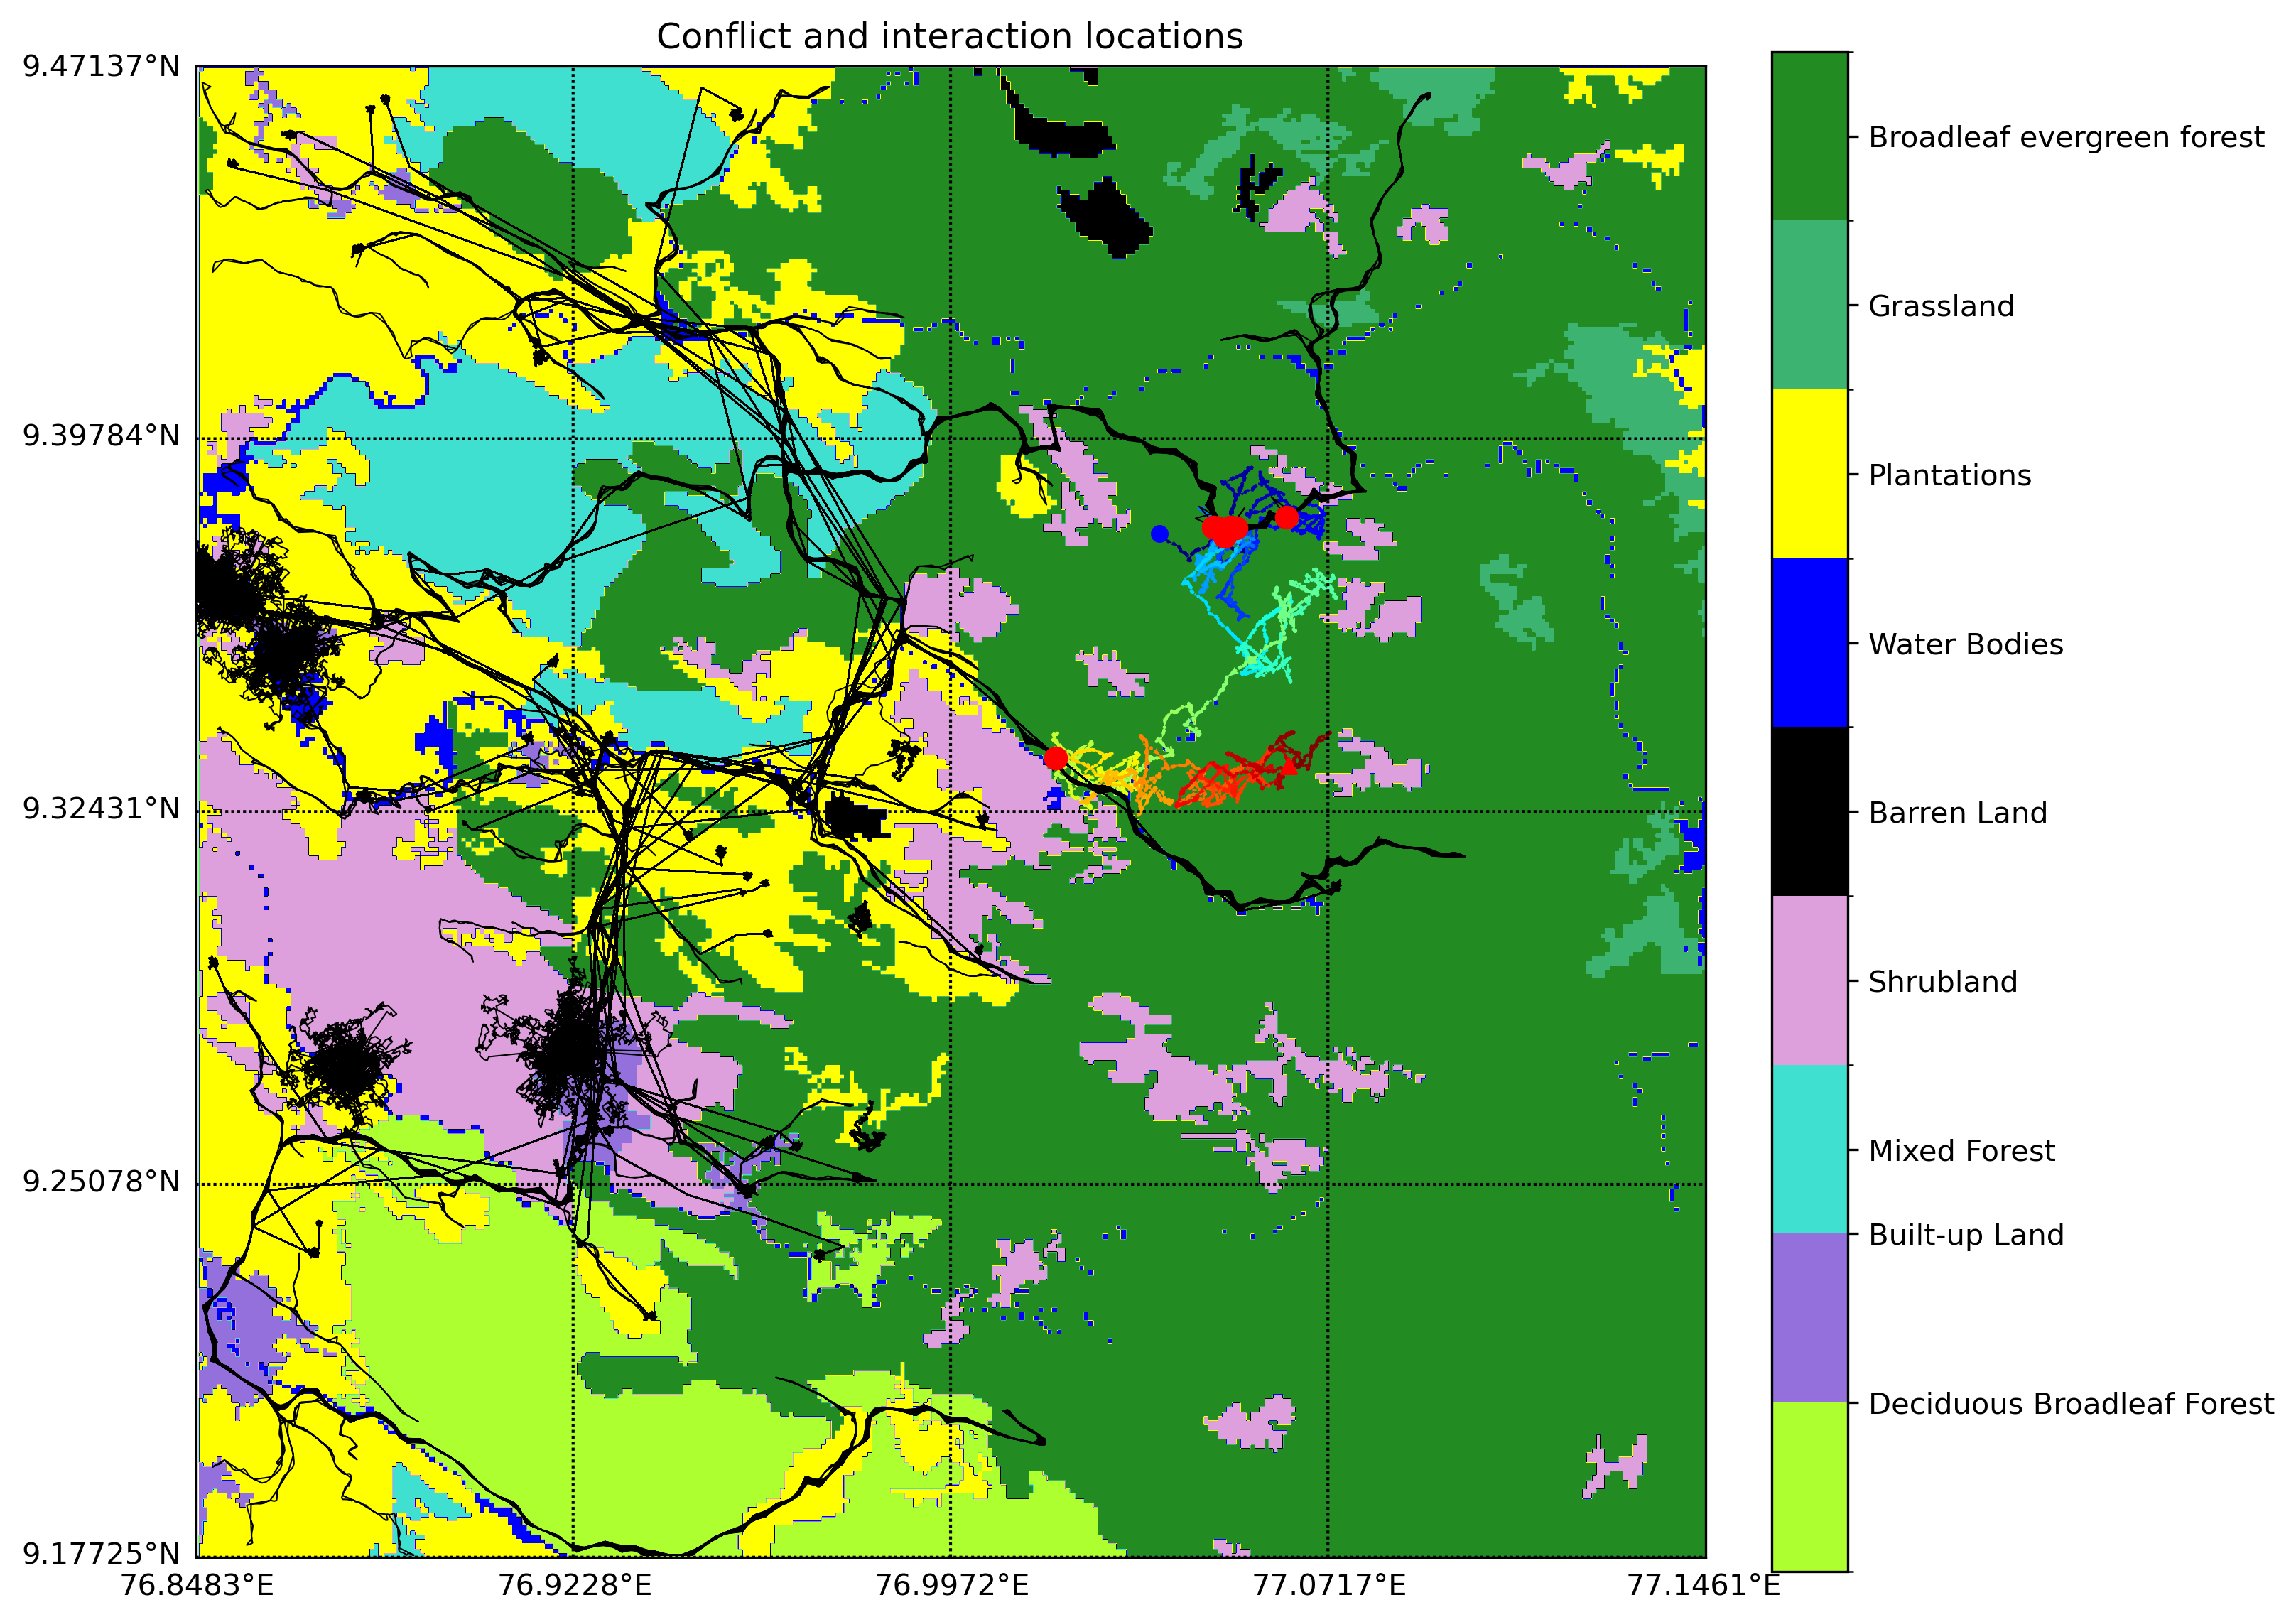 Conflict and interaction locations
9.47137°N
9.39784°N
9.32431°N
9.25078°N
9.17725°N
76.8483°E
76.9228°E
76.9972°E
77.0717°E
77.1461°E
Broadleaf evergreen forest
Grassland
Plantations
Water Bodies
Barren Land
Shrubland
Mixed Forest
Built-up Land
Deciduous Broadleaf Forest